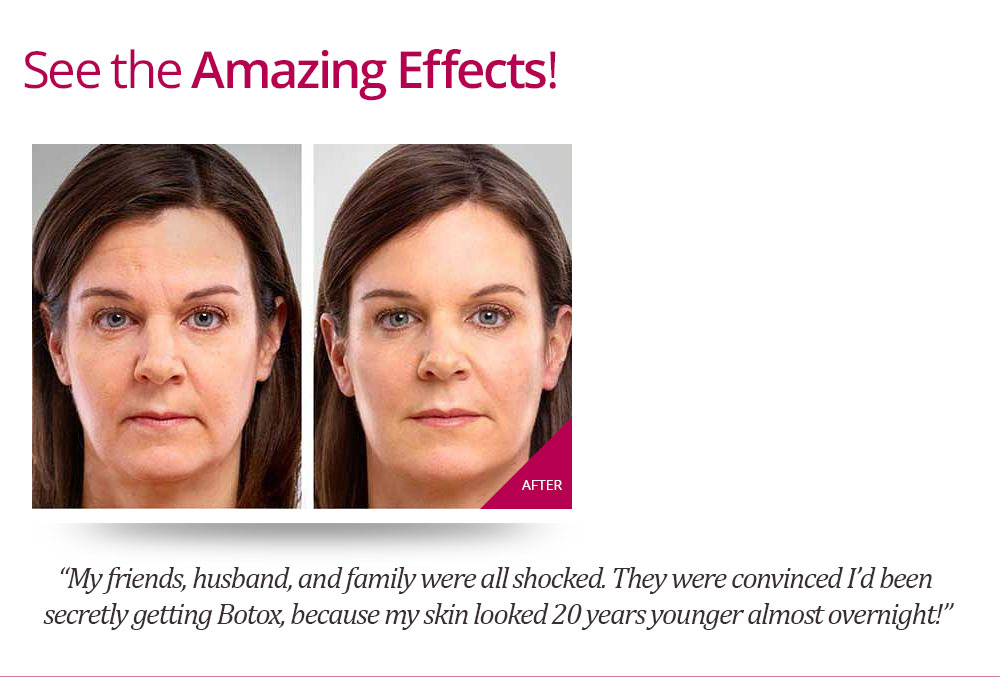 See the Amazing Effects!
AFTER
“My friends, husband, and family were all shocked. They were convinced I’d been
secretly getting Botox, because my skin looked 20 years younger almost overnight!”